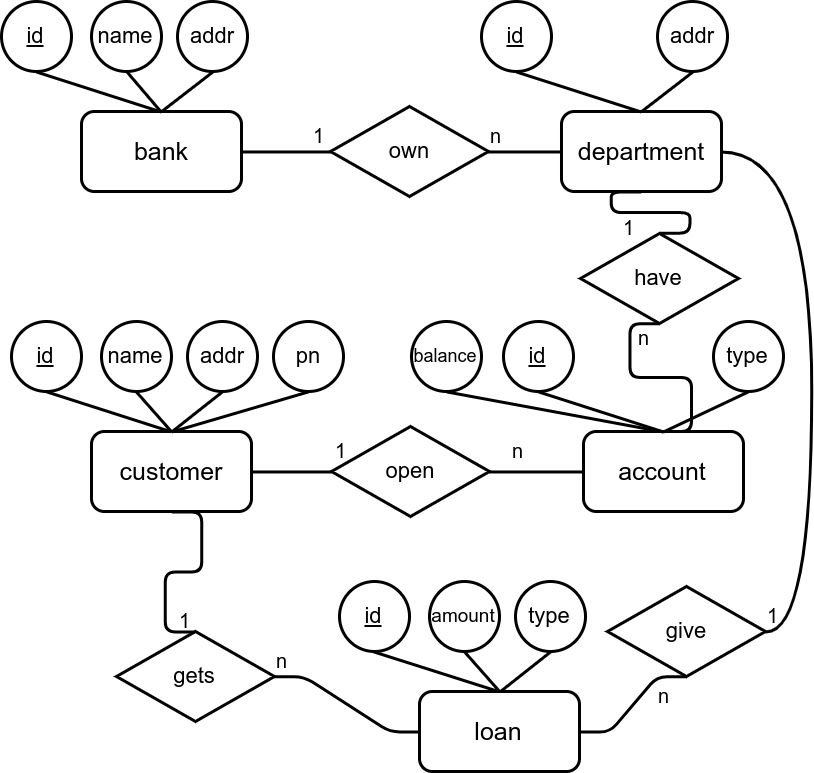 id
name
addr
id
addr
bank
1
own
n
department
1
have
n
id
name
addr
pn
balance
id
type
customer
1
open
n
account
1
gets
n
id
amount
type
give
1
n
loan